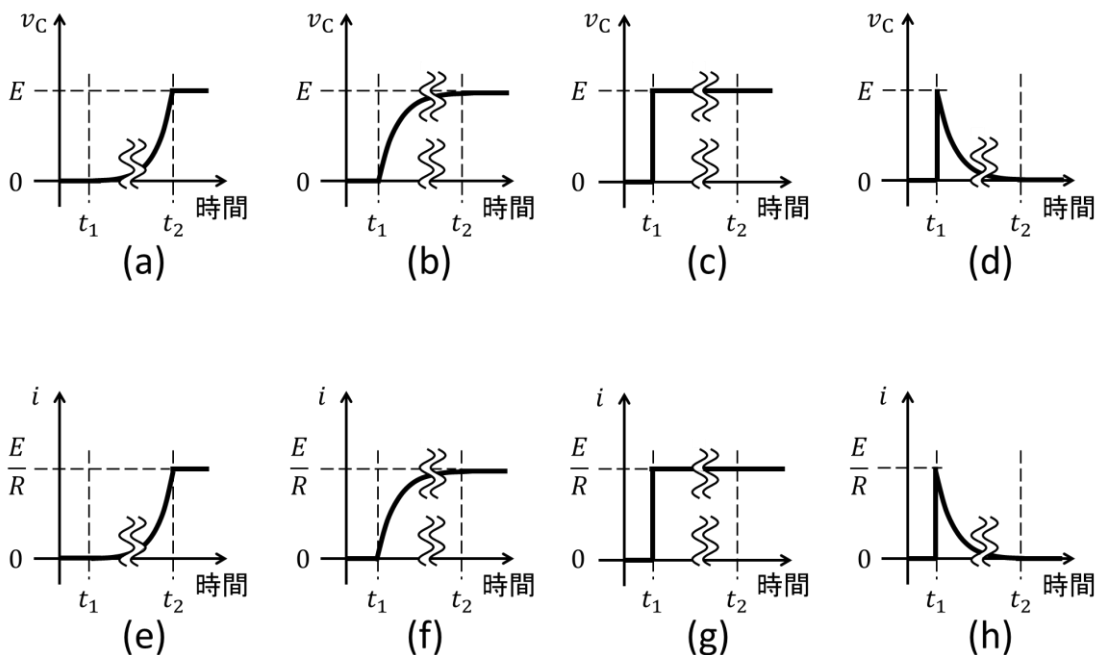 v_C v_C v_C v_C
E E E E
0 0 0 0
t_1 t_2 時間 t_1 t_2 時間 t_1 t_2 時間 t_1 t_2 時間
(a) (b) (c) (d)
i i i i
E/R E/R E/R E/R
0 0 0 0
t_1 t_2 時間 t_1 t_2 時間 t_1 t_2 時間 t_1 t_2 時間
(e) (f) (g) (h)